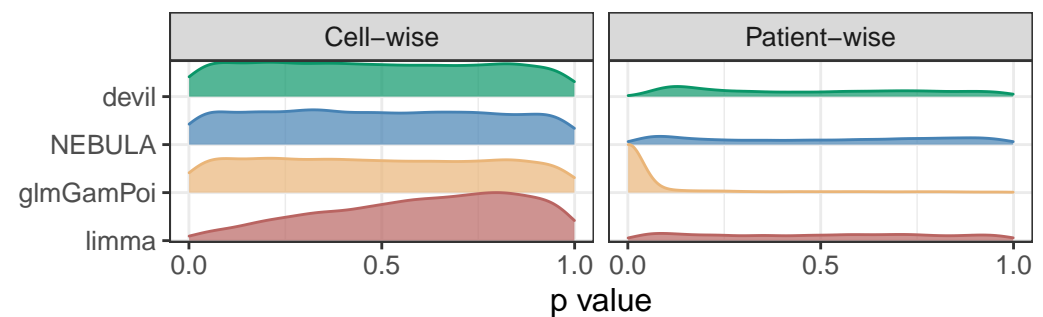 Cell−wise
Patient−wise
devil
NEBULA
glmGamPoi
limma
0.0 0.5 1.0 0.0 0.5 1.0
p value